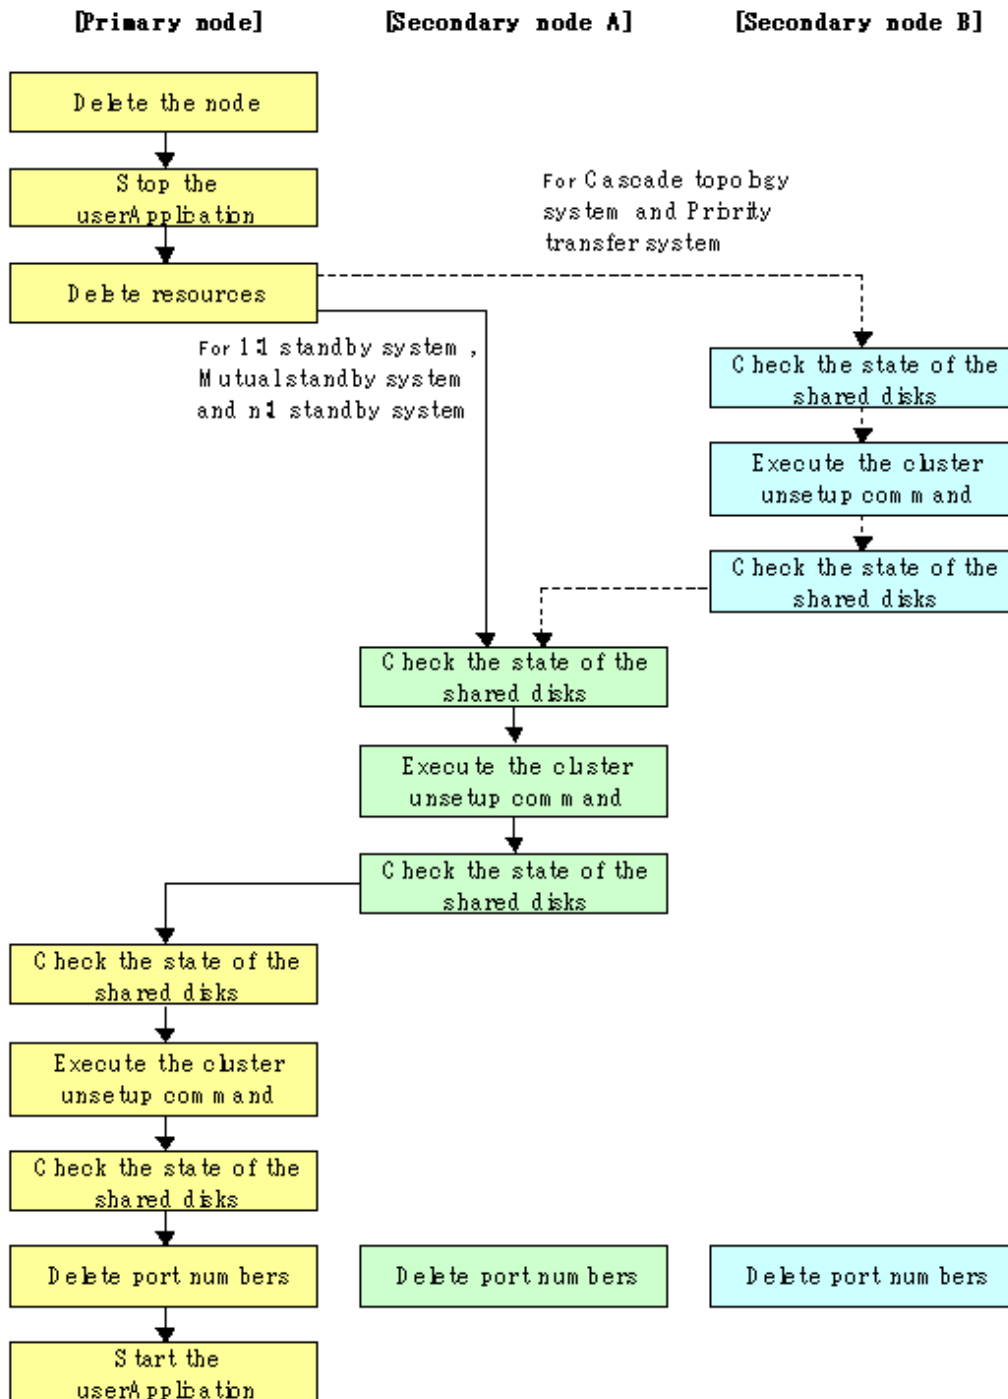 [Primary node]
[Secondary node A]
[Secondary node B]
Delete the node
Stop the
userApplication
For Cascade topology
system and Priority
transfer system
Delete resources
For 1:1 standby system ,
Mutual standby system
and n:1 standby system
Check the state of the
shared disks
Execute the cluster
unsetup command
Check the state of the
shared disks
Check the state of the
shared disks
Execute the cluster
unsetup command
Check the state of the
shared disks
Check the state of the
shared disks
Execute the cluster
unsetup command
Check the state of the
shared disks
Delete port numbers
Delete port numbers
Delete port numbers
Start the
userApplication